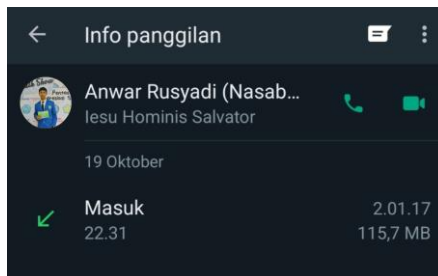 Info panggilan
Anwar Rusyadi (Nasab...
Iesu Hominis Salvator
19 Oktober
Masuk 2.01.17
22.31 115,7 MB